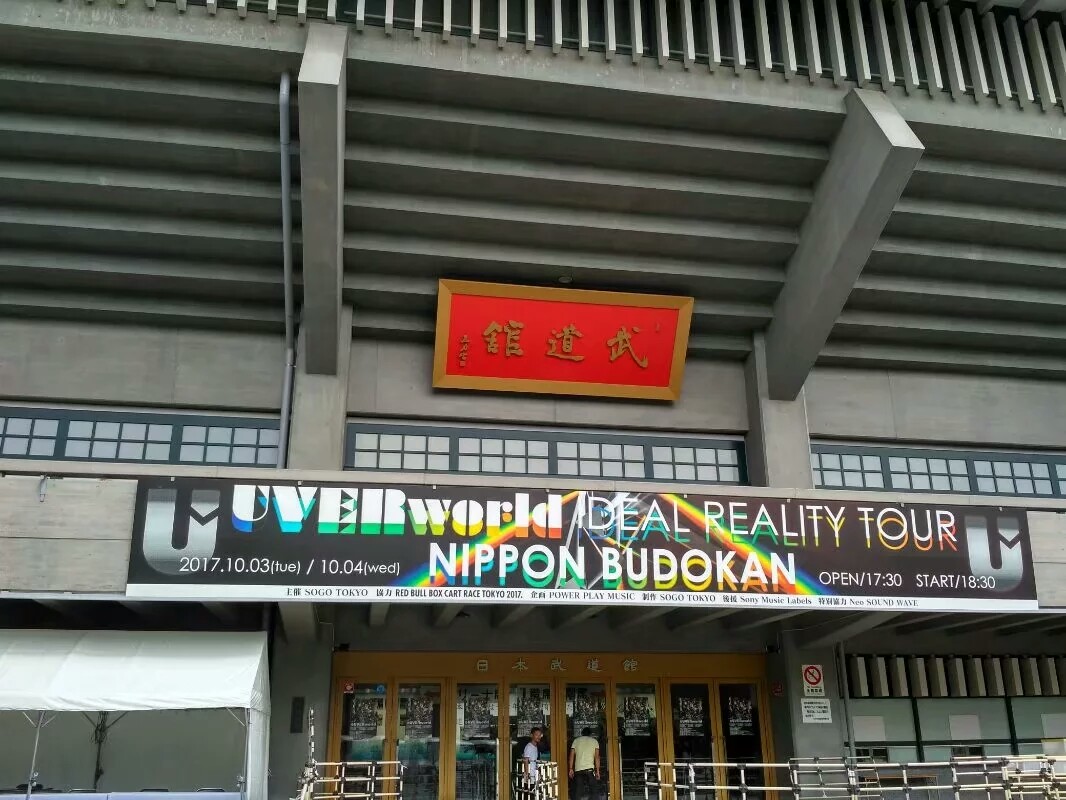 館道武
UVERworld IDEAL REALITY TOUR
NIPPON BUDOKAN
2017.10.03(tue) / 10.04(wed)
OPEN/17:30 START/18:30
主催 SOGO TOKYO 協力 RED BULL BOX CART RACE TOKYO 2017. 企画 POWER PLAY MUSIC 制作 SOGO TOKYO 後援 Sony Music Labels 特別協力 Neo SOUND WAVE
日本武道館